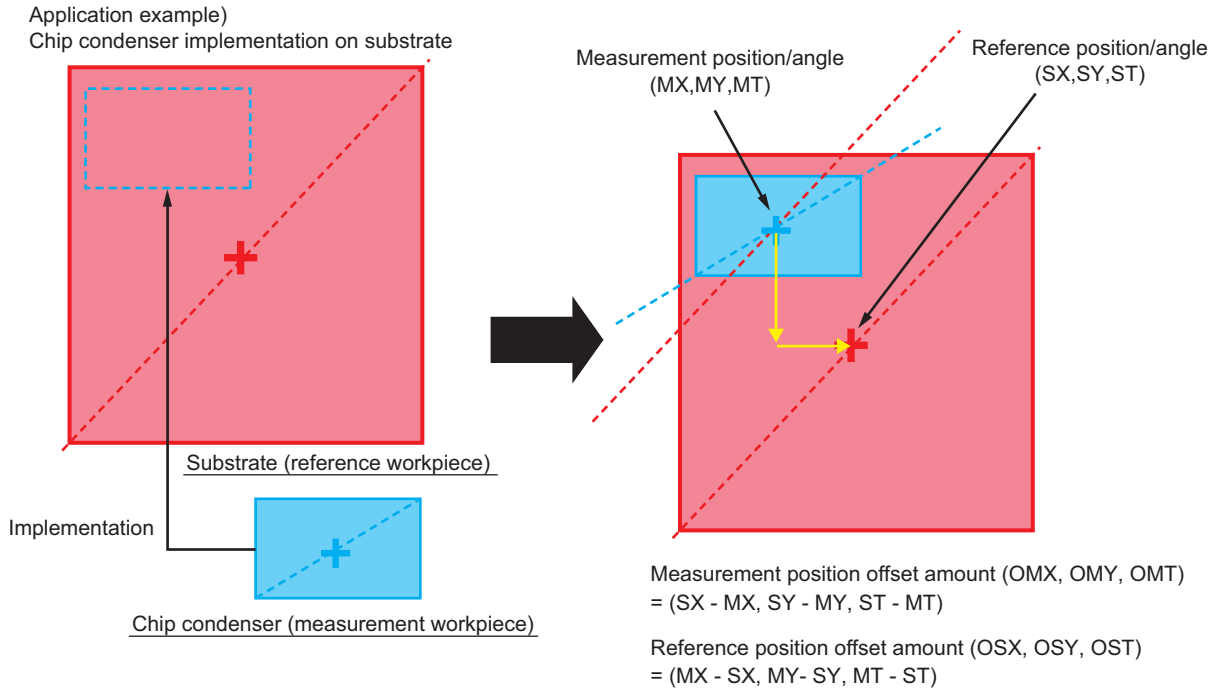 Application example)
Chip condenser implementation on substrate
Measurement position/angle
(MX,MY,MT)
Reference position/angle
(SX,SY,ST)
Substrate (reference workpiece)
Implementation
Chip condenser (measurement workpiece)
Measurement position offset amount (OMX, OMY, OMT)
= (SX - MX, SY - MY, ST - MT)
Reference position offset amount (OSX, OSY, OST)
= (MX - SX, MY- SY, MT - ST)